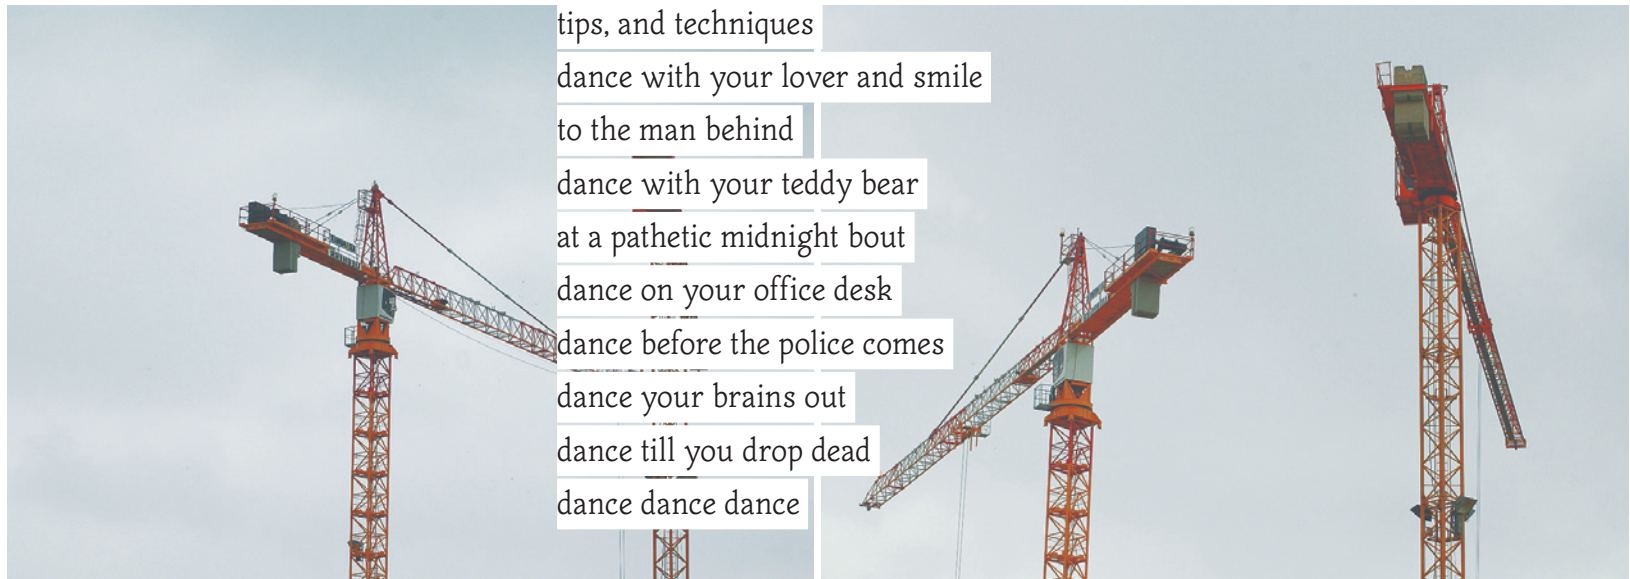 tips, and techniques
dance with your lover and smile
to the man behind
dance with your teddy bear
at a pathetic midnight bout
dance on your office desk
dance before the police comes
dance your brains out
dance till you drop dead
dance dance dance